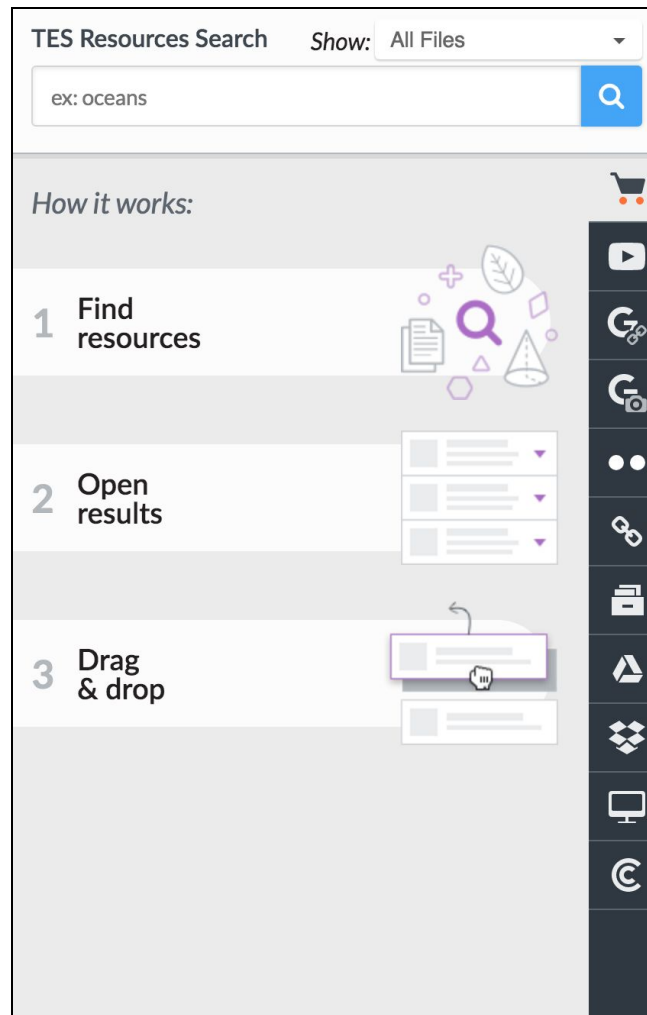 TES Resources Search
Show: All Files
ex: oceans
How it works:
1 Find
resources
2 Open
results
3 Drag
& drop